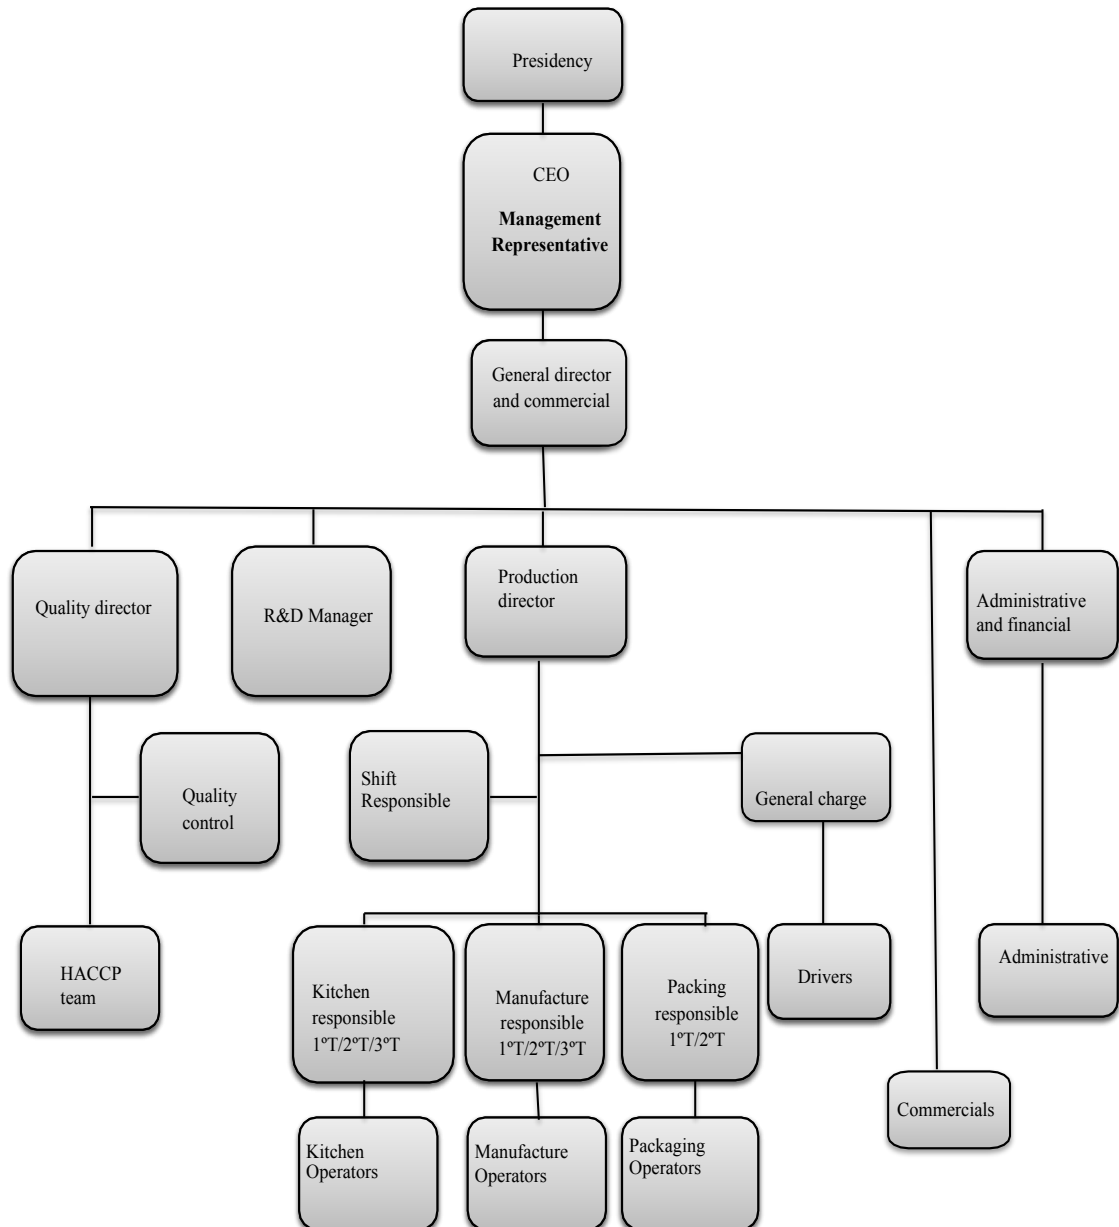 Presidency
CEO
Management
Representative
General director
and commercial
Quality director
R&D Manager
Production
director
Administrative
and financial
Quality
control
Shift
Responsible
General charge
HACCP
team
Kitchen
responsible
1ºT/2ºT/3ºT
Manufacture
responsible
1ºT/2ºT/3ºT
Packing
responsible
1ºT/2ºT
Drivers
Administrative
Commercials
Kitchen
Operators
Manufacture
Operators
Packaging
Operators